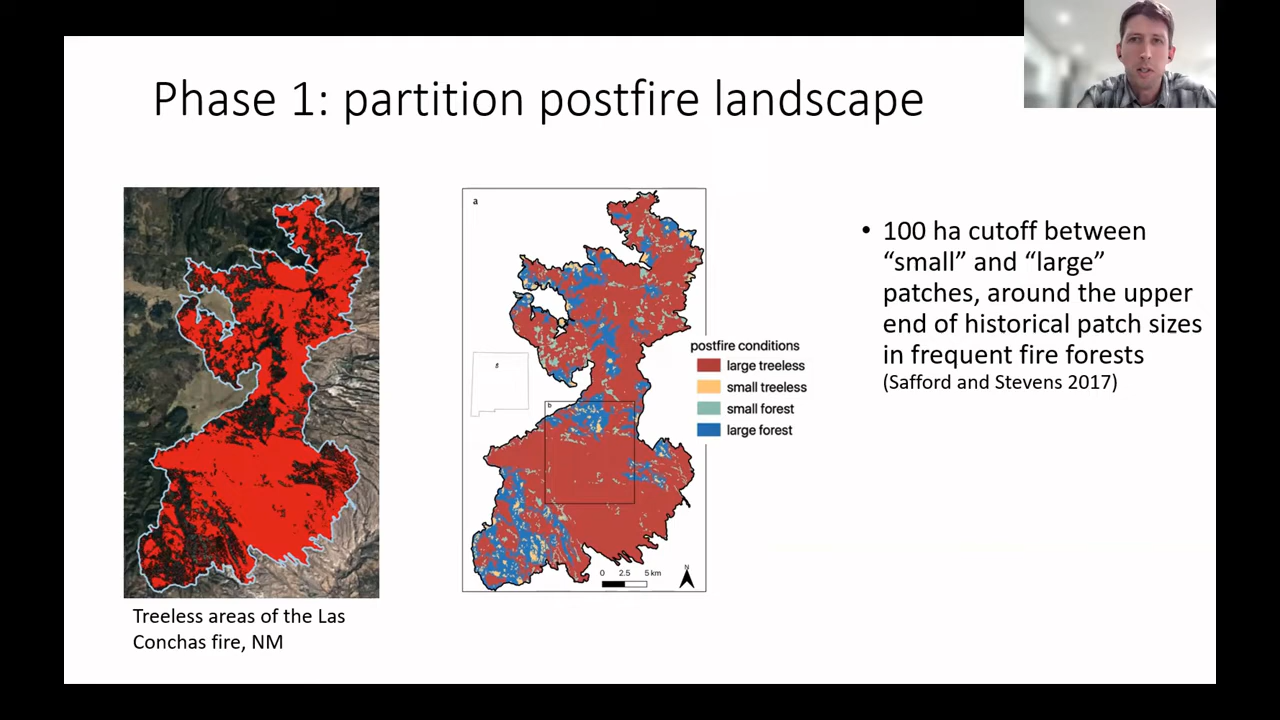 Phase 1: partition postfire landscape
a
postfire conditions
large treeless
small treeless
small forest
large forest
b
0 2.5 5 km
N
Treeless areas of the Las
Conchas fire, NM
• 100 ha cutoff between
“small” and “large”
patches, around the upper
end of historical patch sizes
in frequent fire forests
(Safford and Stevens 2017)